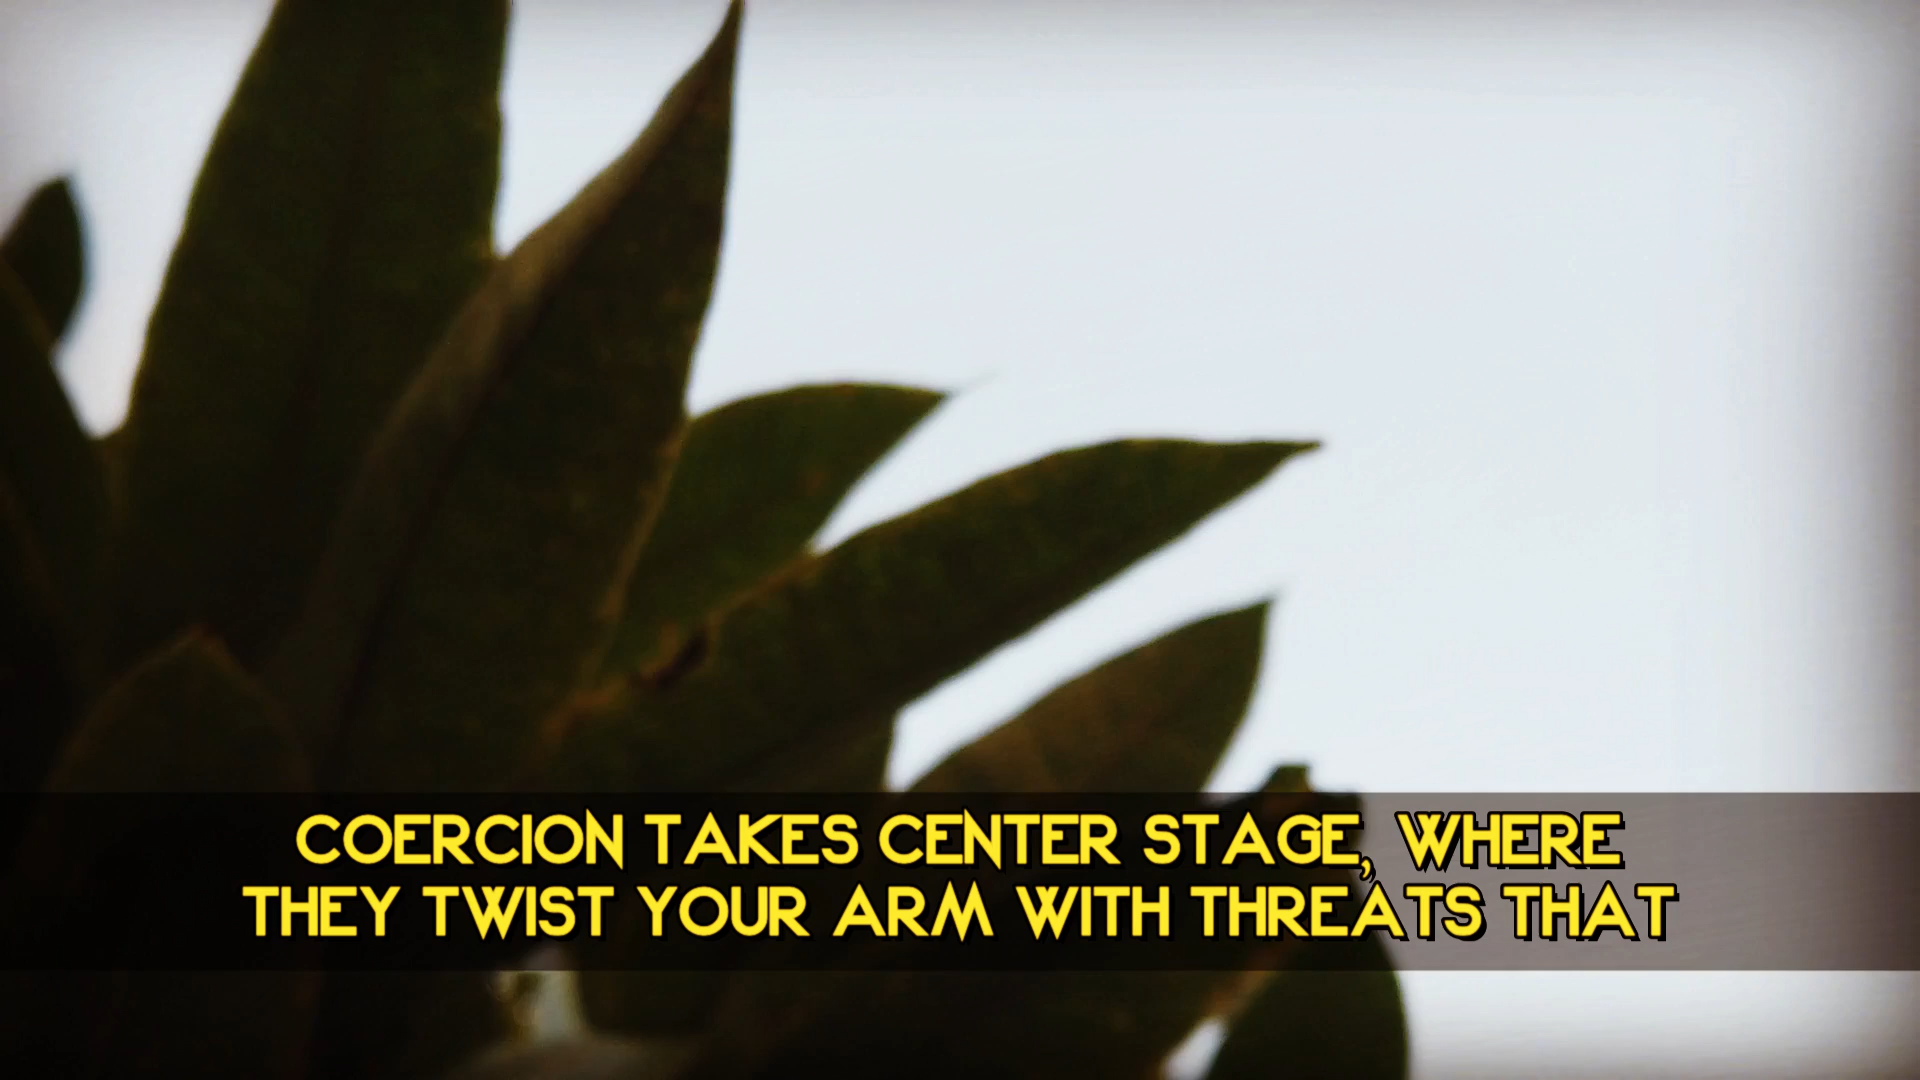 COERCION TAKES CENTER STAGE, WHERE
THEY TWIST YOUR ARM WITH THREATS THAT